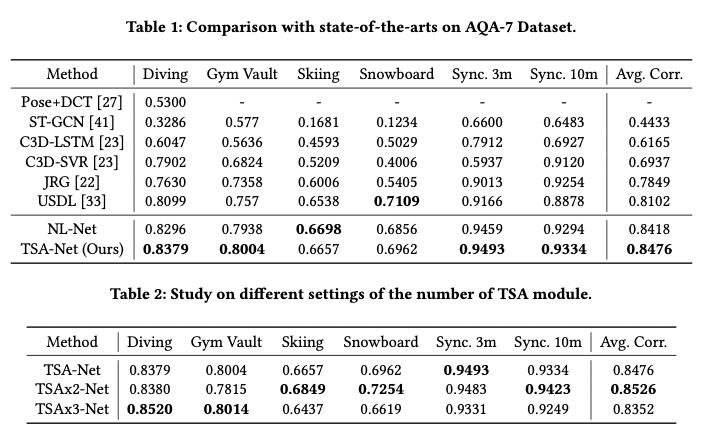 Table 1: Comparison with state-of-the-arts on AQA-7 Dataset.
Method Diving Gym Vault Skiing Snowboard Sync. 3m Sync. 10m Avg. Corr.
Pose+DCT [27] 0.5300 - - - - - -
ST-GCN [41] 0.3286 0.577 0.1681 0.1234 0.6600 0.6483 0.4433
C3D-LSTM [23] 0.6047 0.5636 0.4593 0.5029 0.7912 0.6927 0.6165
C3D-SVR [23] 0.7902 0.6824 0.5209 0.4006 0.5937 0.9120 0.6937
JRG [22] 0.7630 0.7358 0.6006 0.5405 0.9013 0.9254 0.7849
USDL [33] 0.8099 0.757 0.6538 0.7109 0.9166 0.8878 0.8102
NL-Net 0.8296 0.7938 0.6698 0.6856 0.9459 0.9294 0.8418
TSA-Net (Ours) 0.8379 0.8004 0.6657 0.6962 0.9493 0.9334 0.8476
Table 2: Study on different settings of the number of TSA module.
Method Diving Gym Vault Skiing Snowboard Sync. 3m Sync. 10m Avg. Corr.
TSA-Net 0.8379 0.8004 0.6657 0.6962 0.9493 0.9334 0.8476
TSAx2-Net 0.8380 0.7815 0.6849 0.7254 0.9483 0.9423 0.8526
TSAx3-Net 0.8520 0.8014 0.6437 0.6619 0.9331 0.9249 0.8352